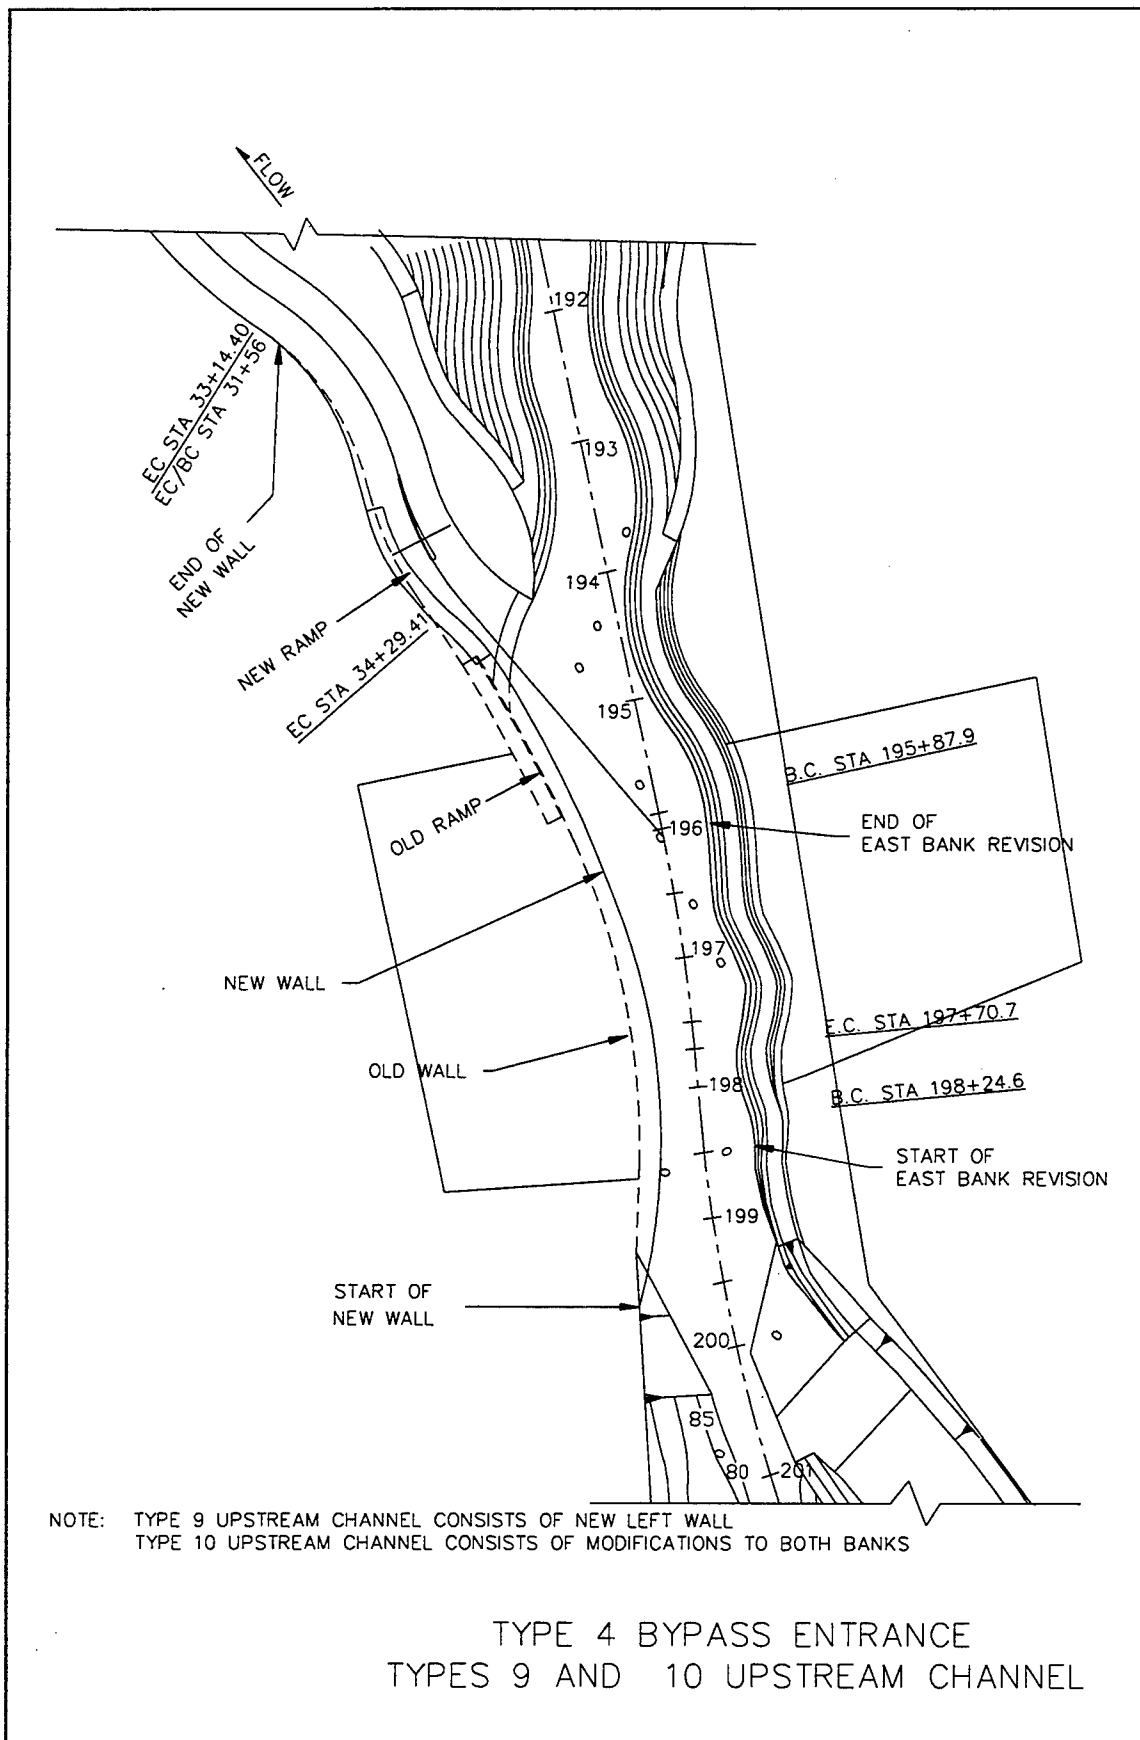 FLOW
192
EC STA 33+14.40
EC/BC STA 31+56
193
END OF
NEW WALL
194
NEW RAMP
EC STA 34+29.41
195
B.C. STA 195+87.9
OLD RAMP
196
END OF
EAST BANK REVISION
197
NEW WALL
E.C. STA 197+70.7
OLD WALL
198
B.C. STA 198+24.6
START OF
EAST BANK REVISION
199
START OF
NEW WALL
200
85
80
201
NOTE: TYPE 9 UPSTREAM CHANNEL CONSISTS OF NEW LEFT WALL
TYPE 10 UPSTREAM CHANNEL CONSISTS OF MODIFICATIONS TO BOTH BANKS
TYPE 4 BYPASS ENTRANCE
TYPES 9 AND 10 UPSTREAM CHANNEL